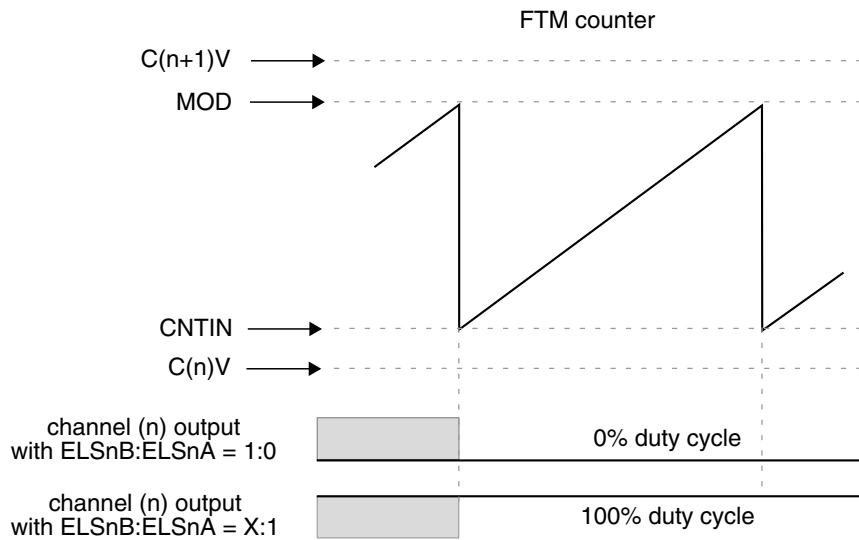 FTM counter
C(n+1)V
MOD
CNTIN
C(n)V
channel (n) output
with ELSnB:ELSnA = 1:0
0% duty cycle
channel (n) output
with ELSnB:ELSnA = X:1
100% duty cycle